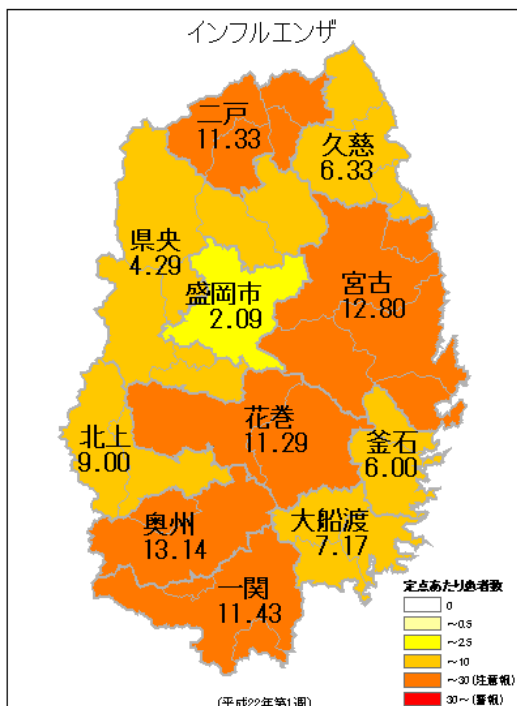 インフルエンザ
二戸
11.33
久慈
6.33
県央
4.29
盛岡市
2.09
宮古
12.80
花巻
11.29
北上
9.00
釜石
6.00
奥州
13.14
大船渡
7.17
一関
11.43
定点あたり患者数
0
～0.5
～2.5
～10
～30(注意報)
30～(警報)
(平成22年第1週)